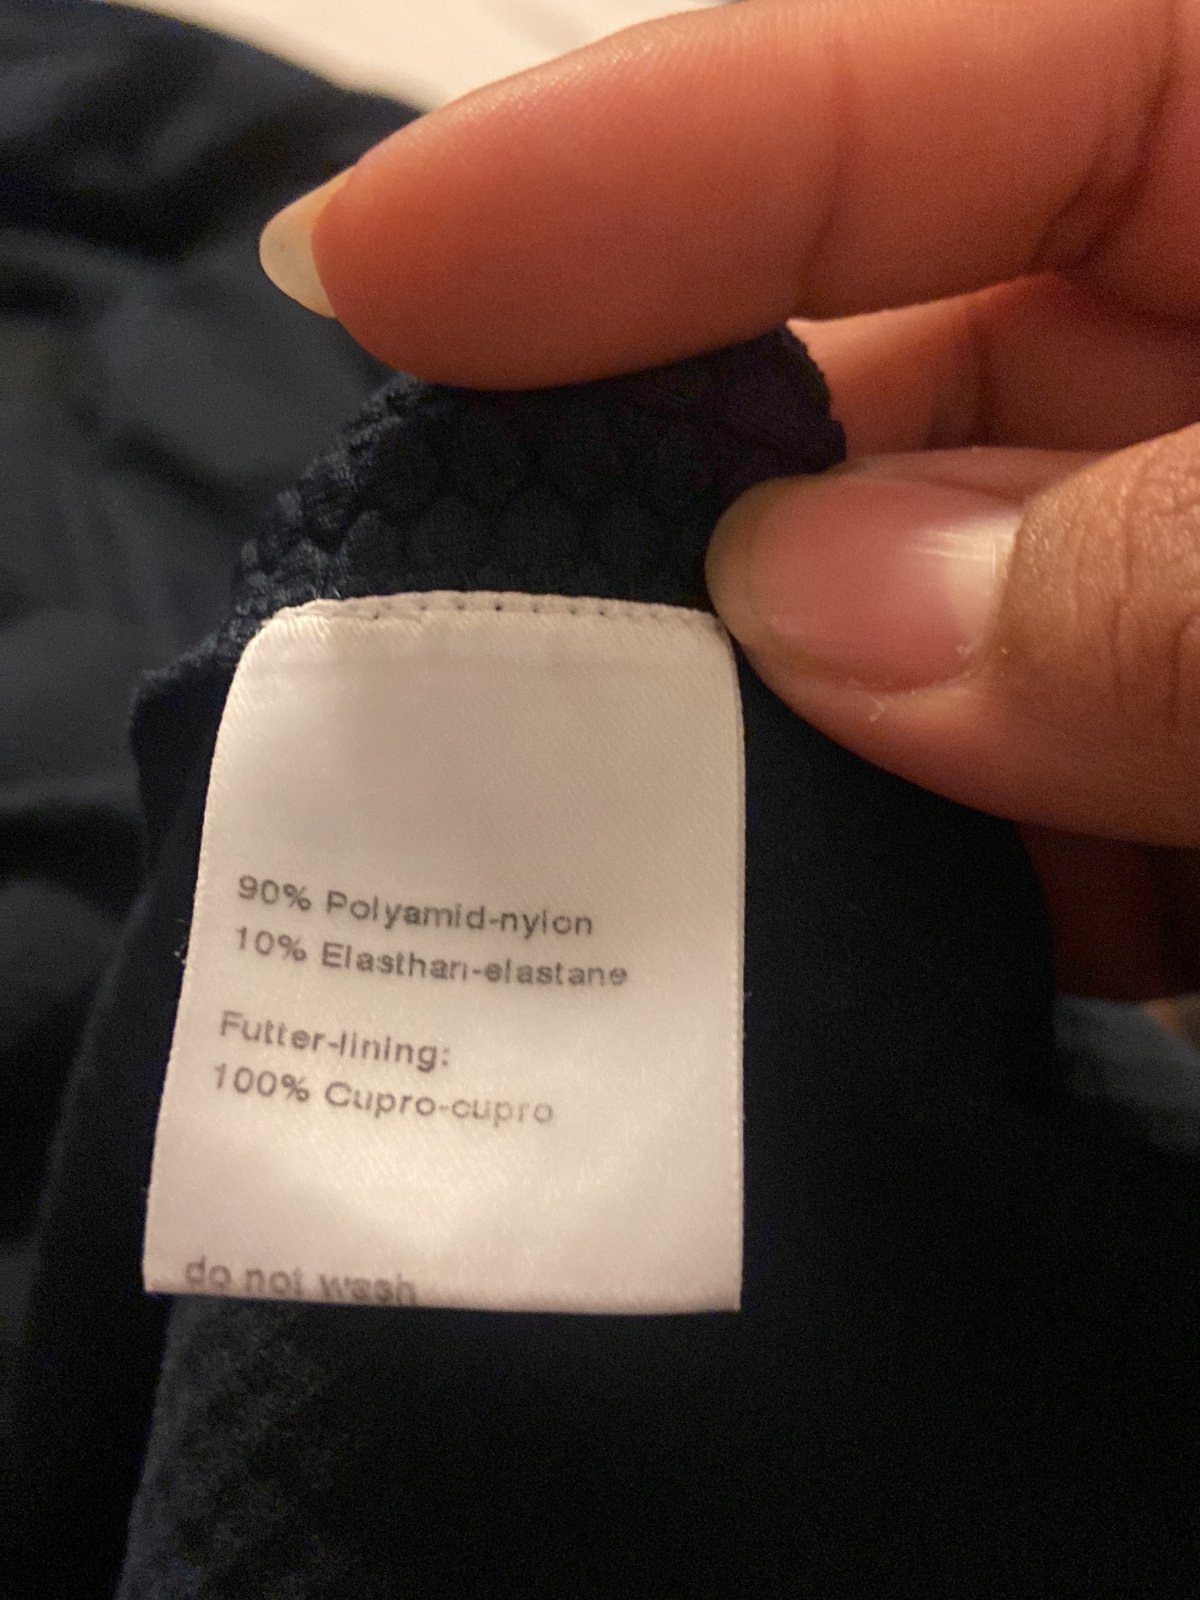 90% Polyamid-nylon
10% Elasthan-elastane
Futter-lining:
100% Cupro-cupro
do not wash